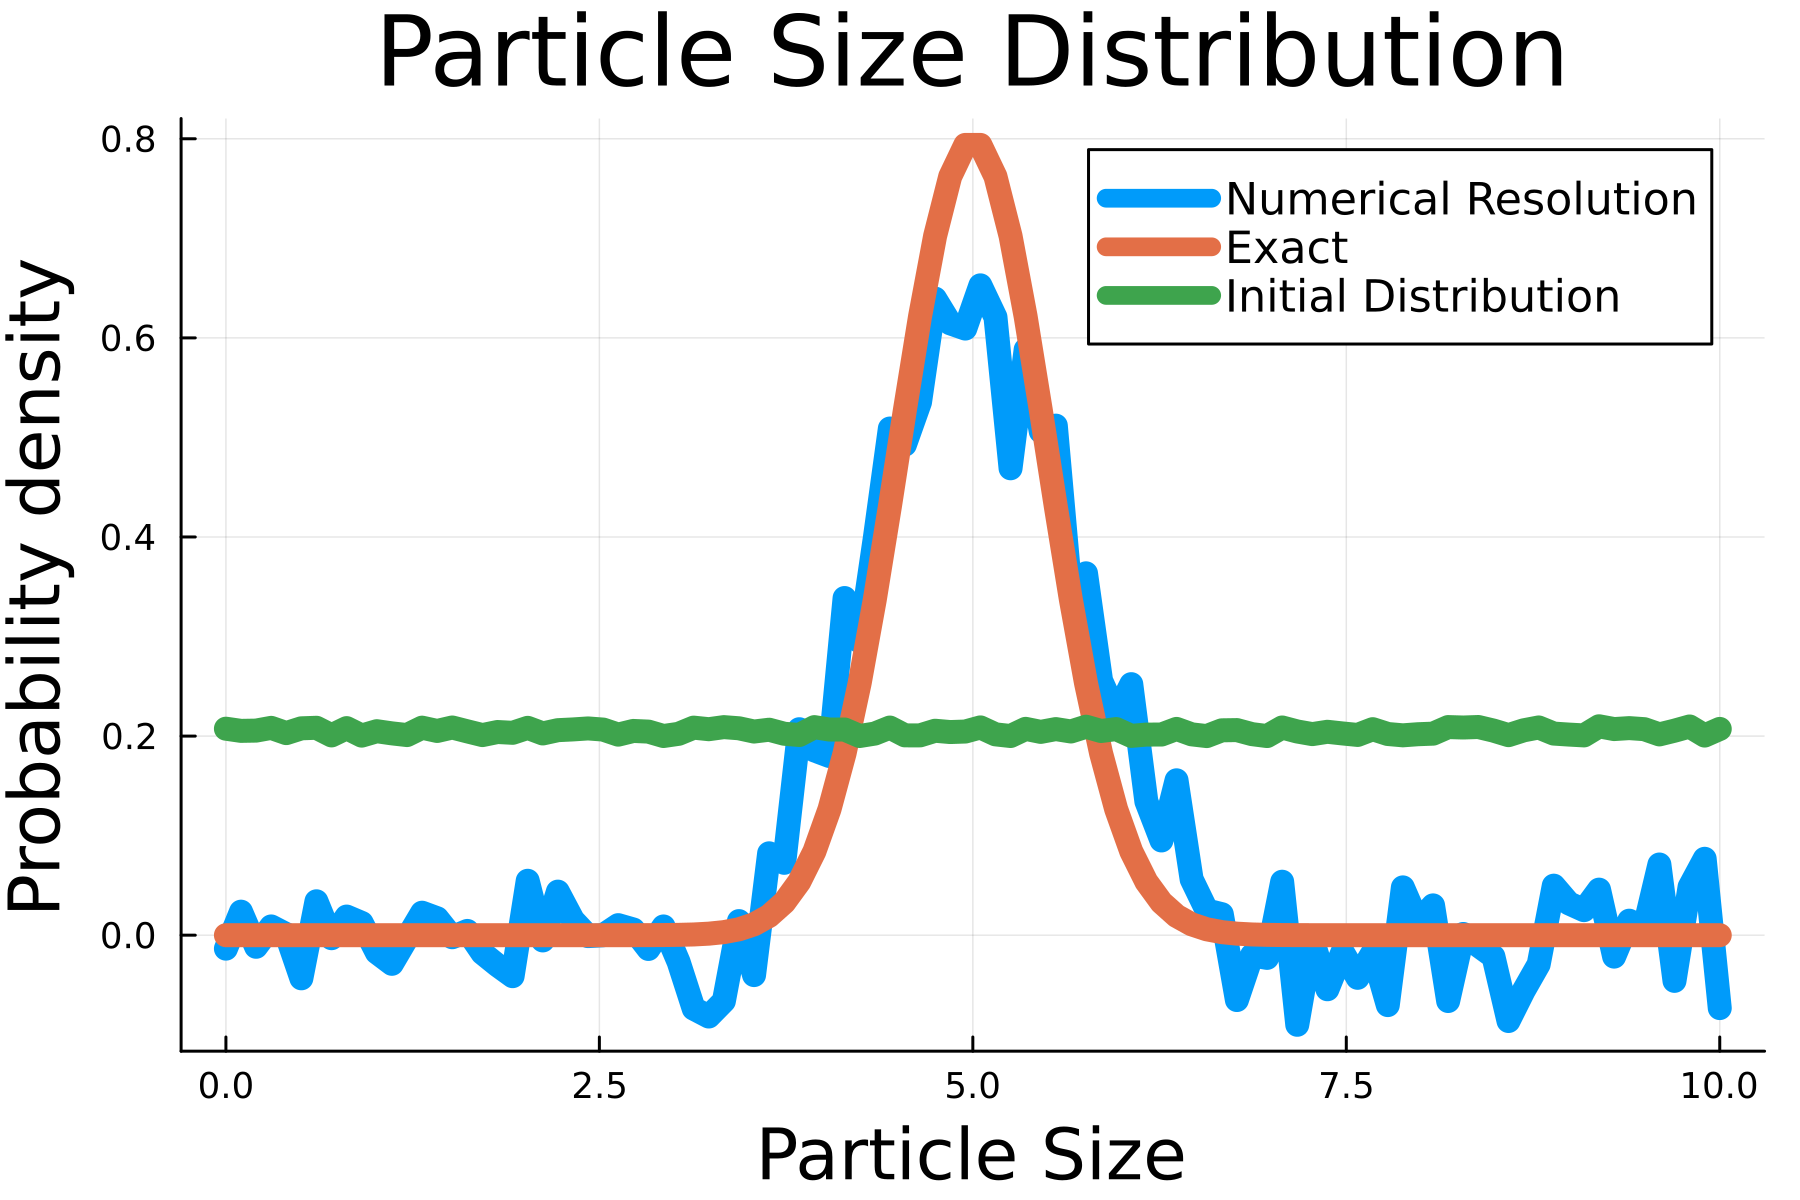 Particle Size Distribution
Probability density
0.8
0.6
0.4
0.2
0.0
Numerical Resolution
Exact
Initial Distribution
0.0 2.5 5.0 7.5 10.0
Particle Size